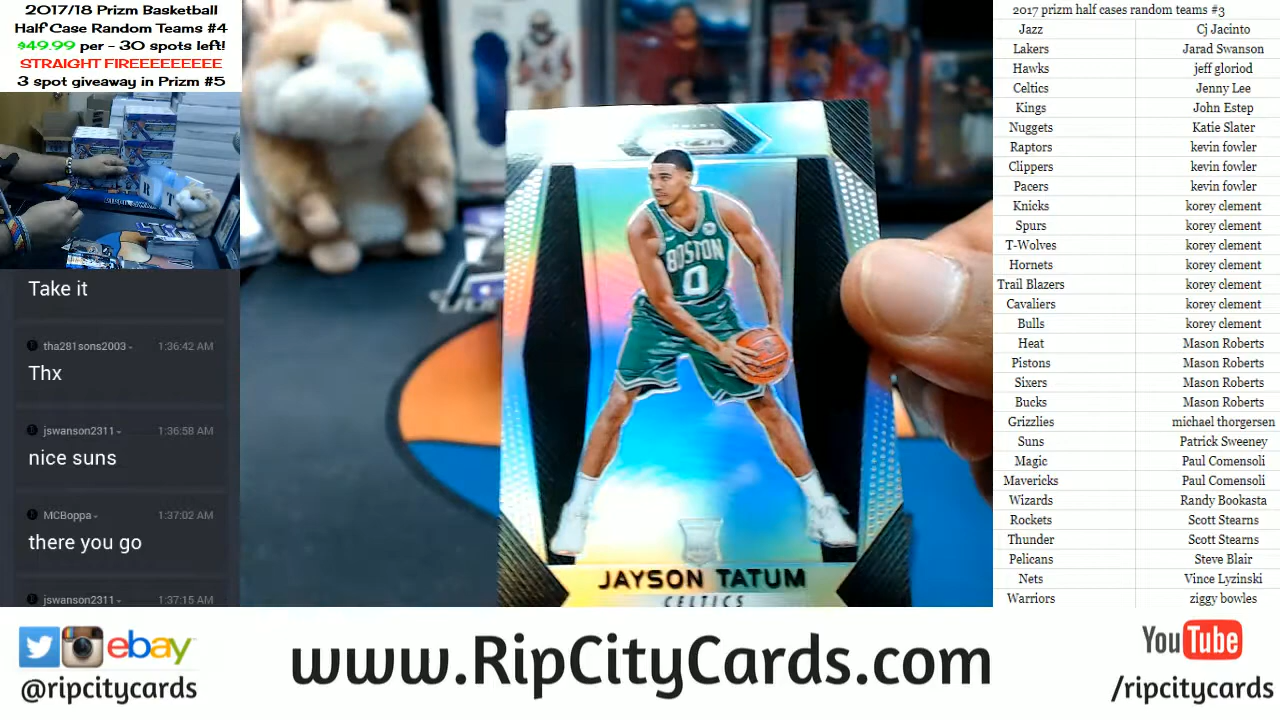 2017/18 Prizm Basketball
Half Case Random Teams #4
$49.99 per - 30 spots left!
STRAIGHT FIREEEEEEEEE
3 spot giveaway in Prizm #5
Take it
tha281sons2003
1:36:42 AM
Thx
jswanson2311
1:36:58 AM
nice suns
MCBoppa
1:37:02 AM
there you go
jswanson2311
1:37:15 AM
PANINI
PRIZM
BOSTON
0
JAYSON TATUM
CELTICS
2017 prizm half cases random teams #3
Jazz Cj Jacinto
Lakers Jarad Swanson
Hawks jeff gloriod
Celtics Jenny Lee
Kings John Estep
Nuggets Katie Slater
Raptors kevin fowler
Clippers kevin fowler
Pacers kevin fowler
Knicks korey clement
Spurs korey clement
T-Wolves korey clement
Hornets korey clement
Trail Blazers korey clement
Cavaliers korey clement
Bulls korey clement
Heat Mason Roberts
Pistons Mason Roberts
Sixers Mason Roberts
Bucks Mason Roberts
Grizzlies michael thorgersen
Suns Patrick Sweeney
Magic Paul Comensoli
Mavericks Paul Comensoli
Wizards Randy Bookasta
Rockets Scott Stearns
Thunder Scott Stearns
Pelicans Steve Blair
Nets Vince Lyzinski
Warriors ziggy bowles
ebay
@ripcitycards
www.RipCityCards.com
YouTube
/ripcitycards